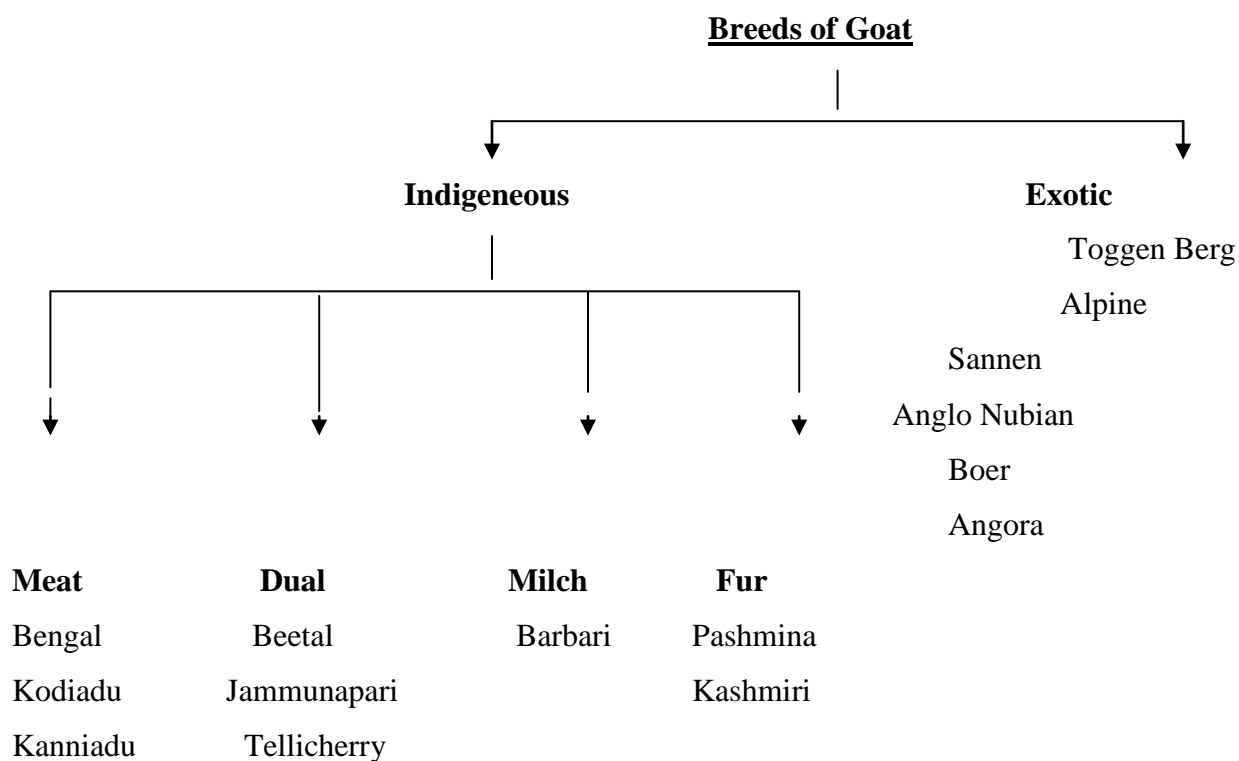 Breeds of Goat
Indigeneous Exotic
Toggen Berg
Alpine
Sannen
Anglo Nubian
Boer
Angora
Meat Dual Milch Fur
Bengal Beetal Barbari Pashmina
Kodiadu Jammunapari Kashmiri
Kanniadu Tellicherry